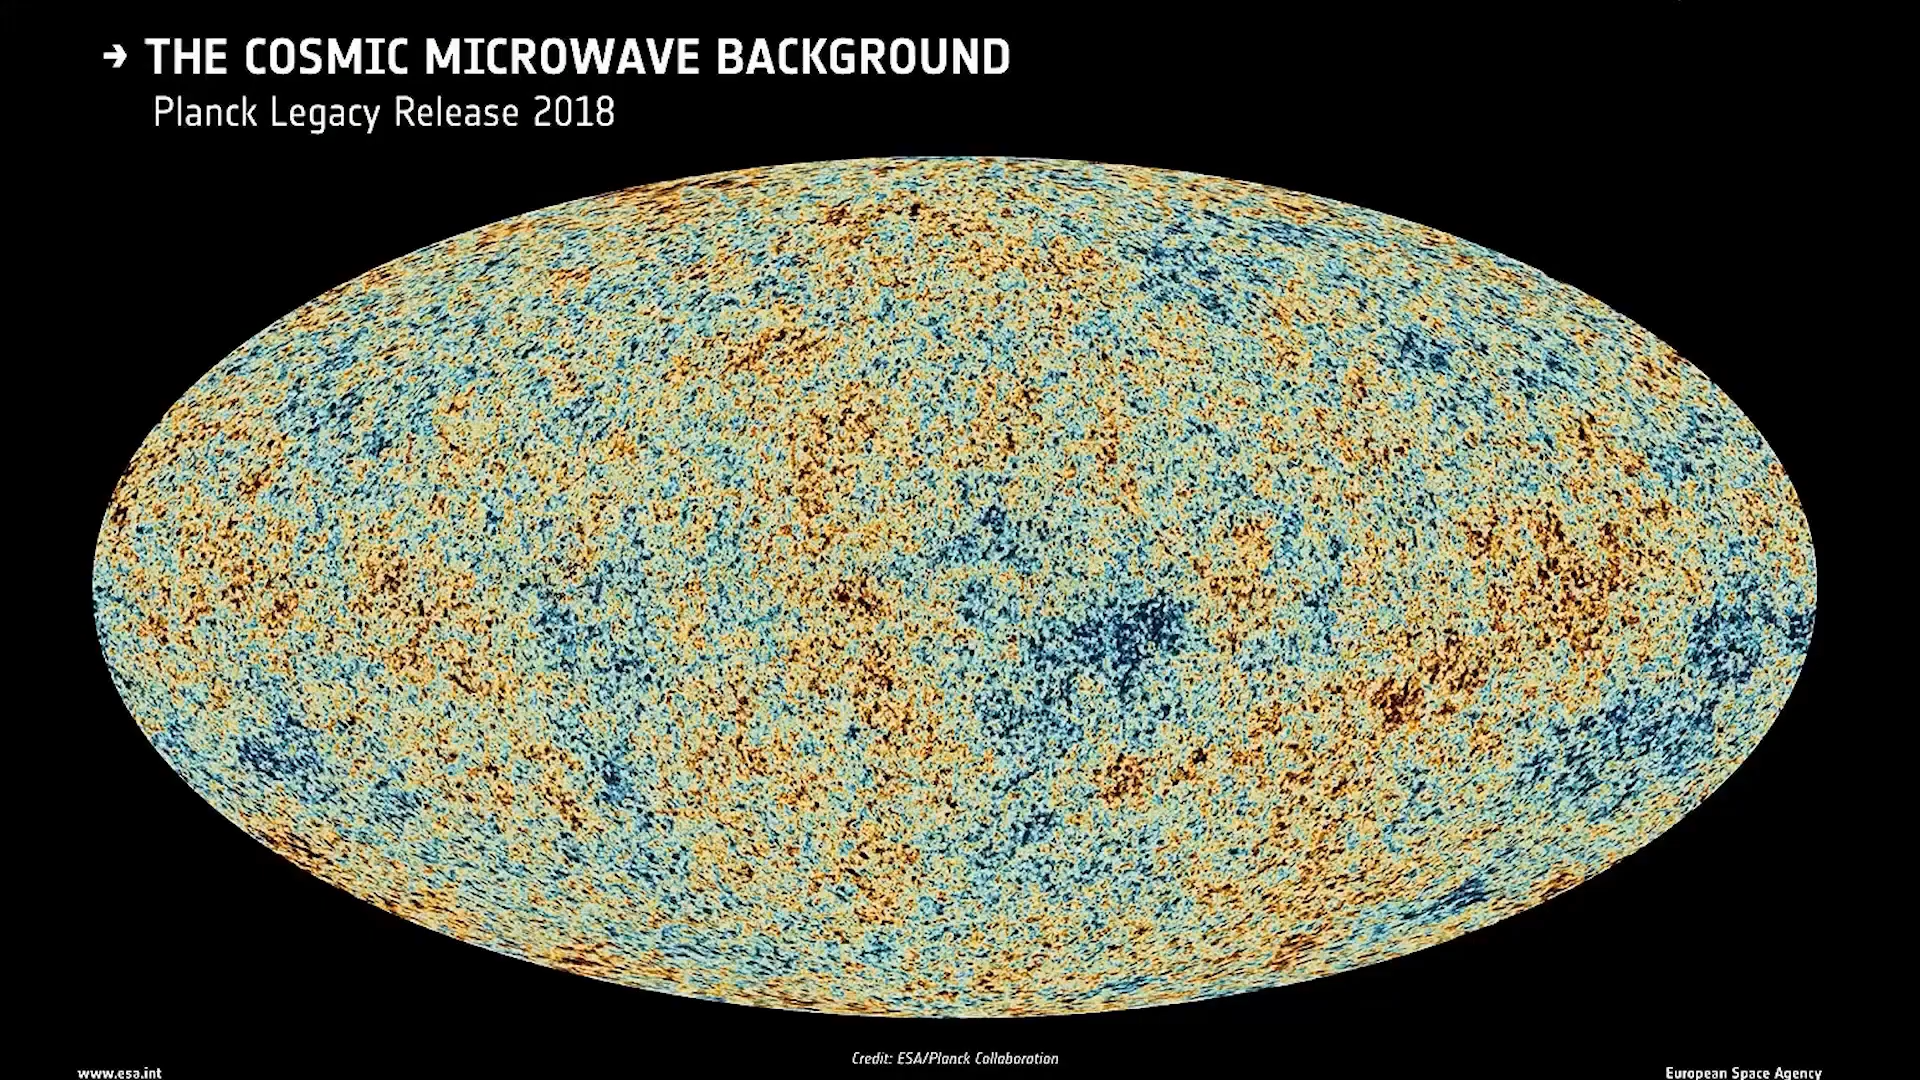 → THE COSMIC MICROWAVE BACKGROUND
Planck Legacy Release 2018
Credit: ESA/Planck Collaboration
www.esa.int
European Space Agency